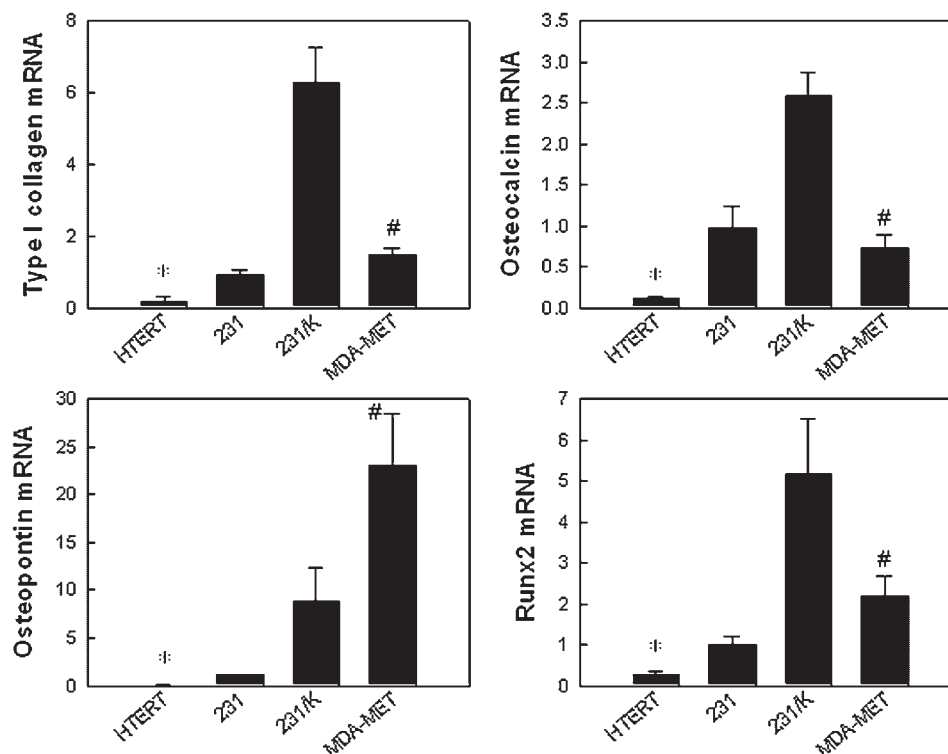 Type I collagen mRNA
8
6
4
2
0
*
#
HTERT
231
231/K
MDA-MET
Osteocalcin mRNA
3.5
3.0
2.5
2.0
1.5
1.0
0.5
0.0
*
#
HTERT
231
231/K
MDA-MET
Osteopontin mRNA
30
25
20
15
10
5
0
*
#
HTERT
231
231/K
MDA-MET
Runx2 mRNA
7
6
5
4
3
2
1
0
*
#
HTERT
231
231/K
MDA-MET